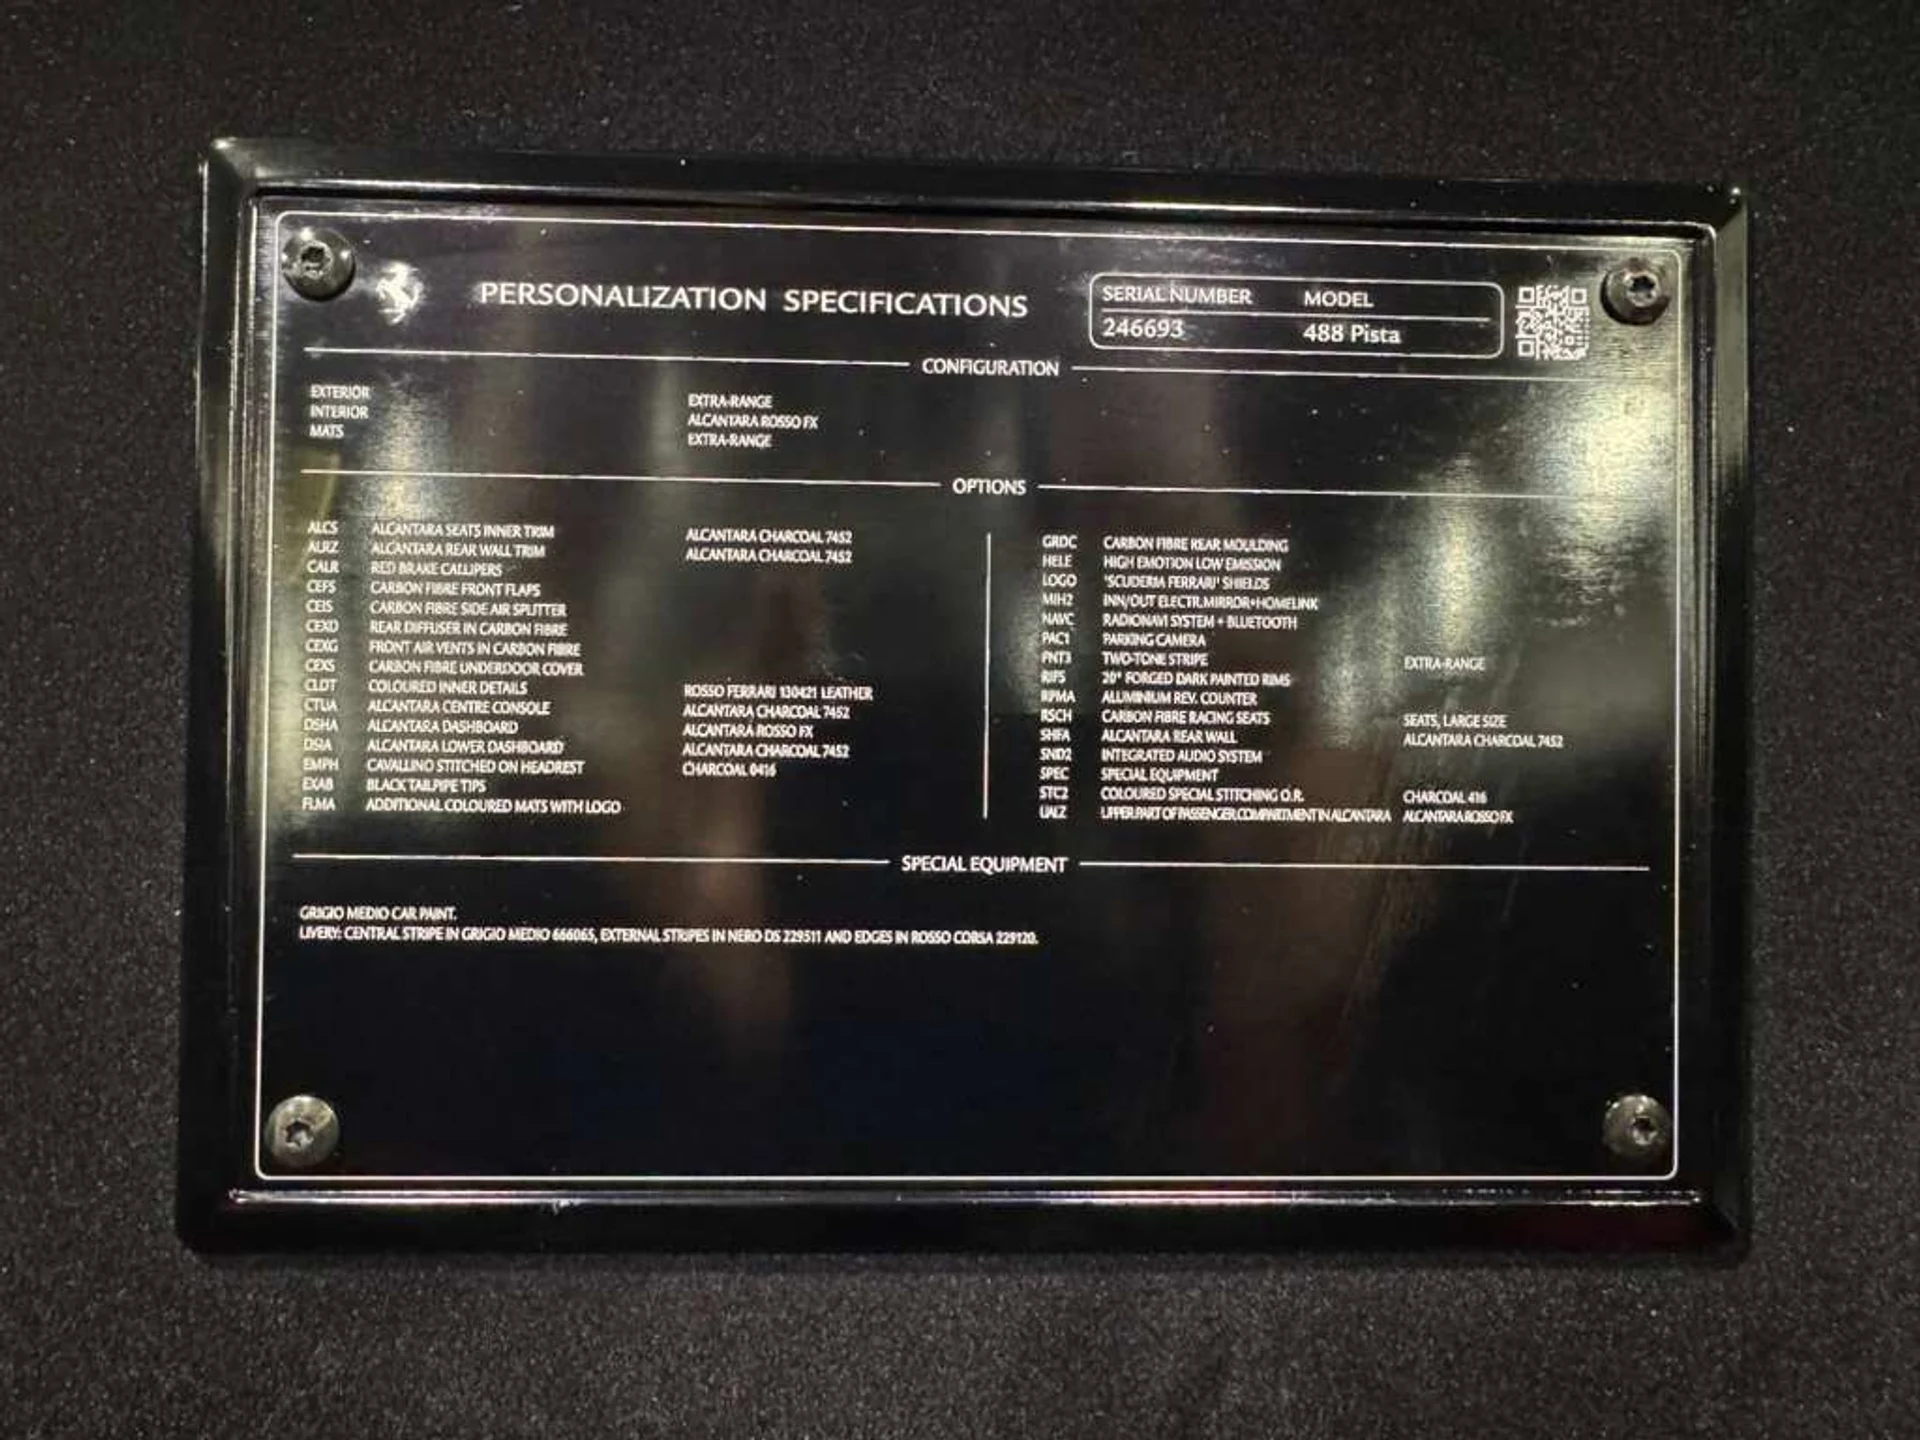 PERSONALIZATION SPECIFICATIONS
SERIAL NUMBER MODEL
246693 488 Pista
CONFIGURATION
EXTERIOR EXTRA-RANGE
INTERIOR ALCANTARA ROSSO FX
MATS EXTRA-RANGE
OPTIONS
ALCS ALCANTARA SEATS INNER TRIM ALCANTARA CHARCOAL 7452
ALRZ ALCANTARA REAR WALL TRIM ALCANTARA CHARCOAL 7452
CALR RED BRAKE CALLIPERS
CEFS CARBON FIBRE FRONT FLAPS
CEIS CARBON FIBRE SIDE AIR SPLITTER
CEXD REAR DIFFUSER IN CARBON FIBRE
CEXG FRONT AIR VENTS IN CARBON FIBRE
CEXS CARBON FIBRE UNDERDOOR COVER
CLDT COLOURED INNER DETAILS ROSSO FERRARI 130421 LEATHER
CTUA ALCANTARA CENTRE CONSOLE ALCANTARA CHARCOAL 7452
DSHA ALCANTARA DASHBOARD ALCANTARA ROSSO FX
DSIA ALCANTARA LOWER DASHBOARD ALCANTARA CHARCOAL 7452
EMPH CAVALLINO STITCHED ON HEADREST CHARCOAL 0416
EXAB BLACK TAILPIPE TIPS
FLMA ADDITIONAL COLOURED MATS WITH LOGO
GRDC CARBON FIBRE REAR MOULDING
HELE HIGH EMOTION LOW EMISSION
LOGO 'SCUDERIA FERRARI' SHIELDS
MIH2 INN/OUT ELECTR.MIRROR+HOMELINK
NAVC RADIONAVI SYSTEM + BLUETOOTH
PAC1 PARKING CAMERA
PNT3 TWO-TONE STRIPE EXTRA-RANGE
RIFS 20" FORGED DARK PAINTED RIMS
RPMA ALUMINIUM REV. COUNTER
RSCH CARBON FIBRE RACING SEATS SEATS, LARGE SIZE
SHFA ALCANTARA REAR WALL ALCANTARA CHARCOAL 7452
SND2 INTEGRATED AUDIO SYSTEM
SPEC SPECIAL EQUIPMENT
STC2 COLOURED SPECIAL STITCHING O.R. CHARCOAL 416
UALZ UPPER PART OF PASSENGER COMPARTMENT IN ALCANTARA ALCANTARA ROSSO FX
SPECIAL EQUIPMENT
GRIGIO MEDIO CAR PAINT.
LIVERY: CENTRAL STRIPE IN GRIGIO MEDIO 666065, EXTERNAL STRIPES IN NERO DS 229511 AND EDGES IN ROSSO CORSA 229120.